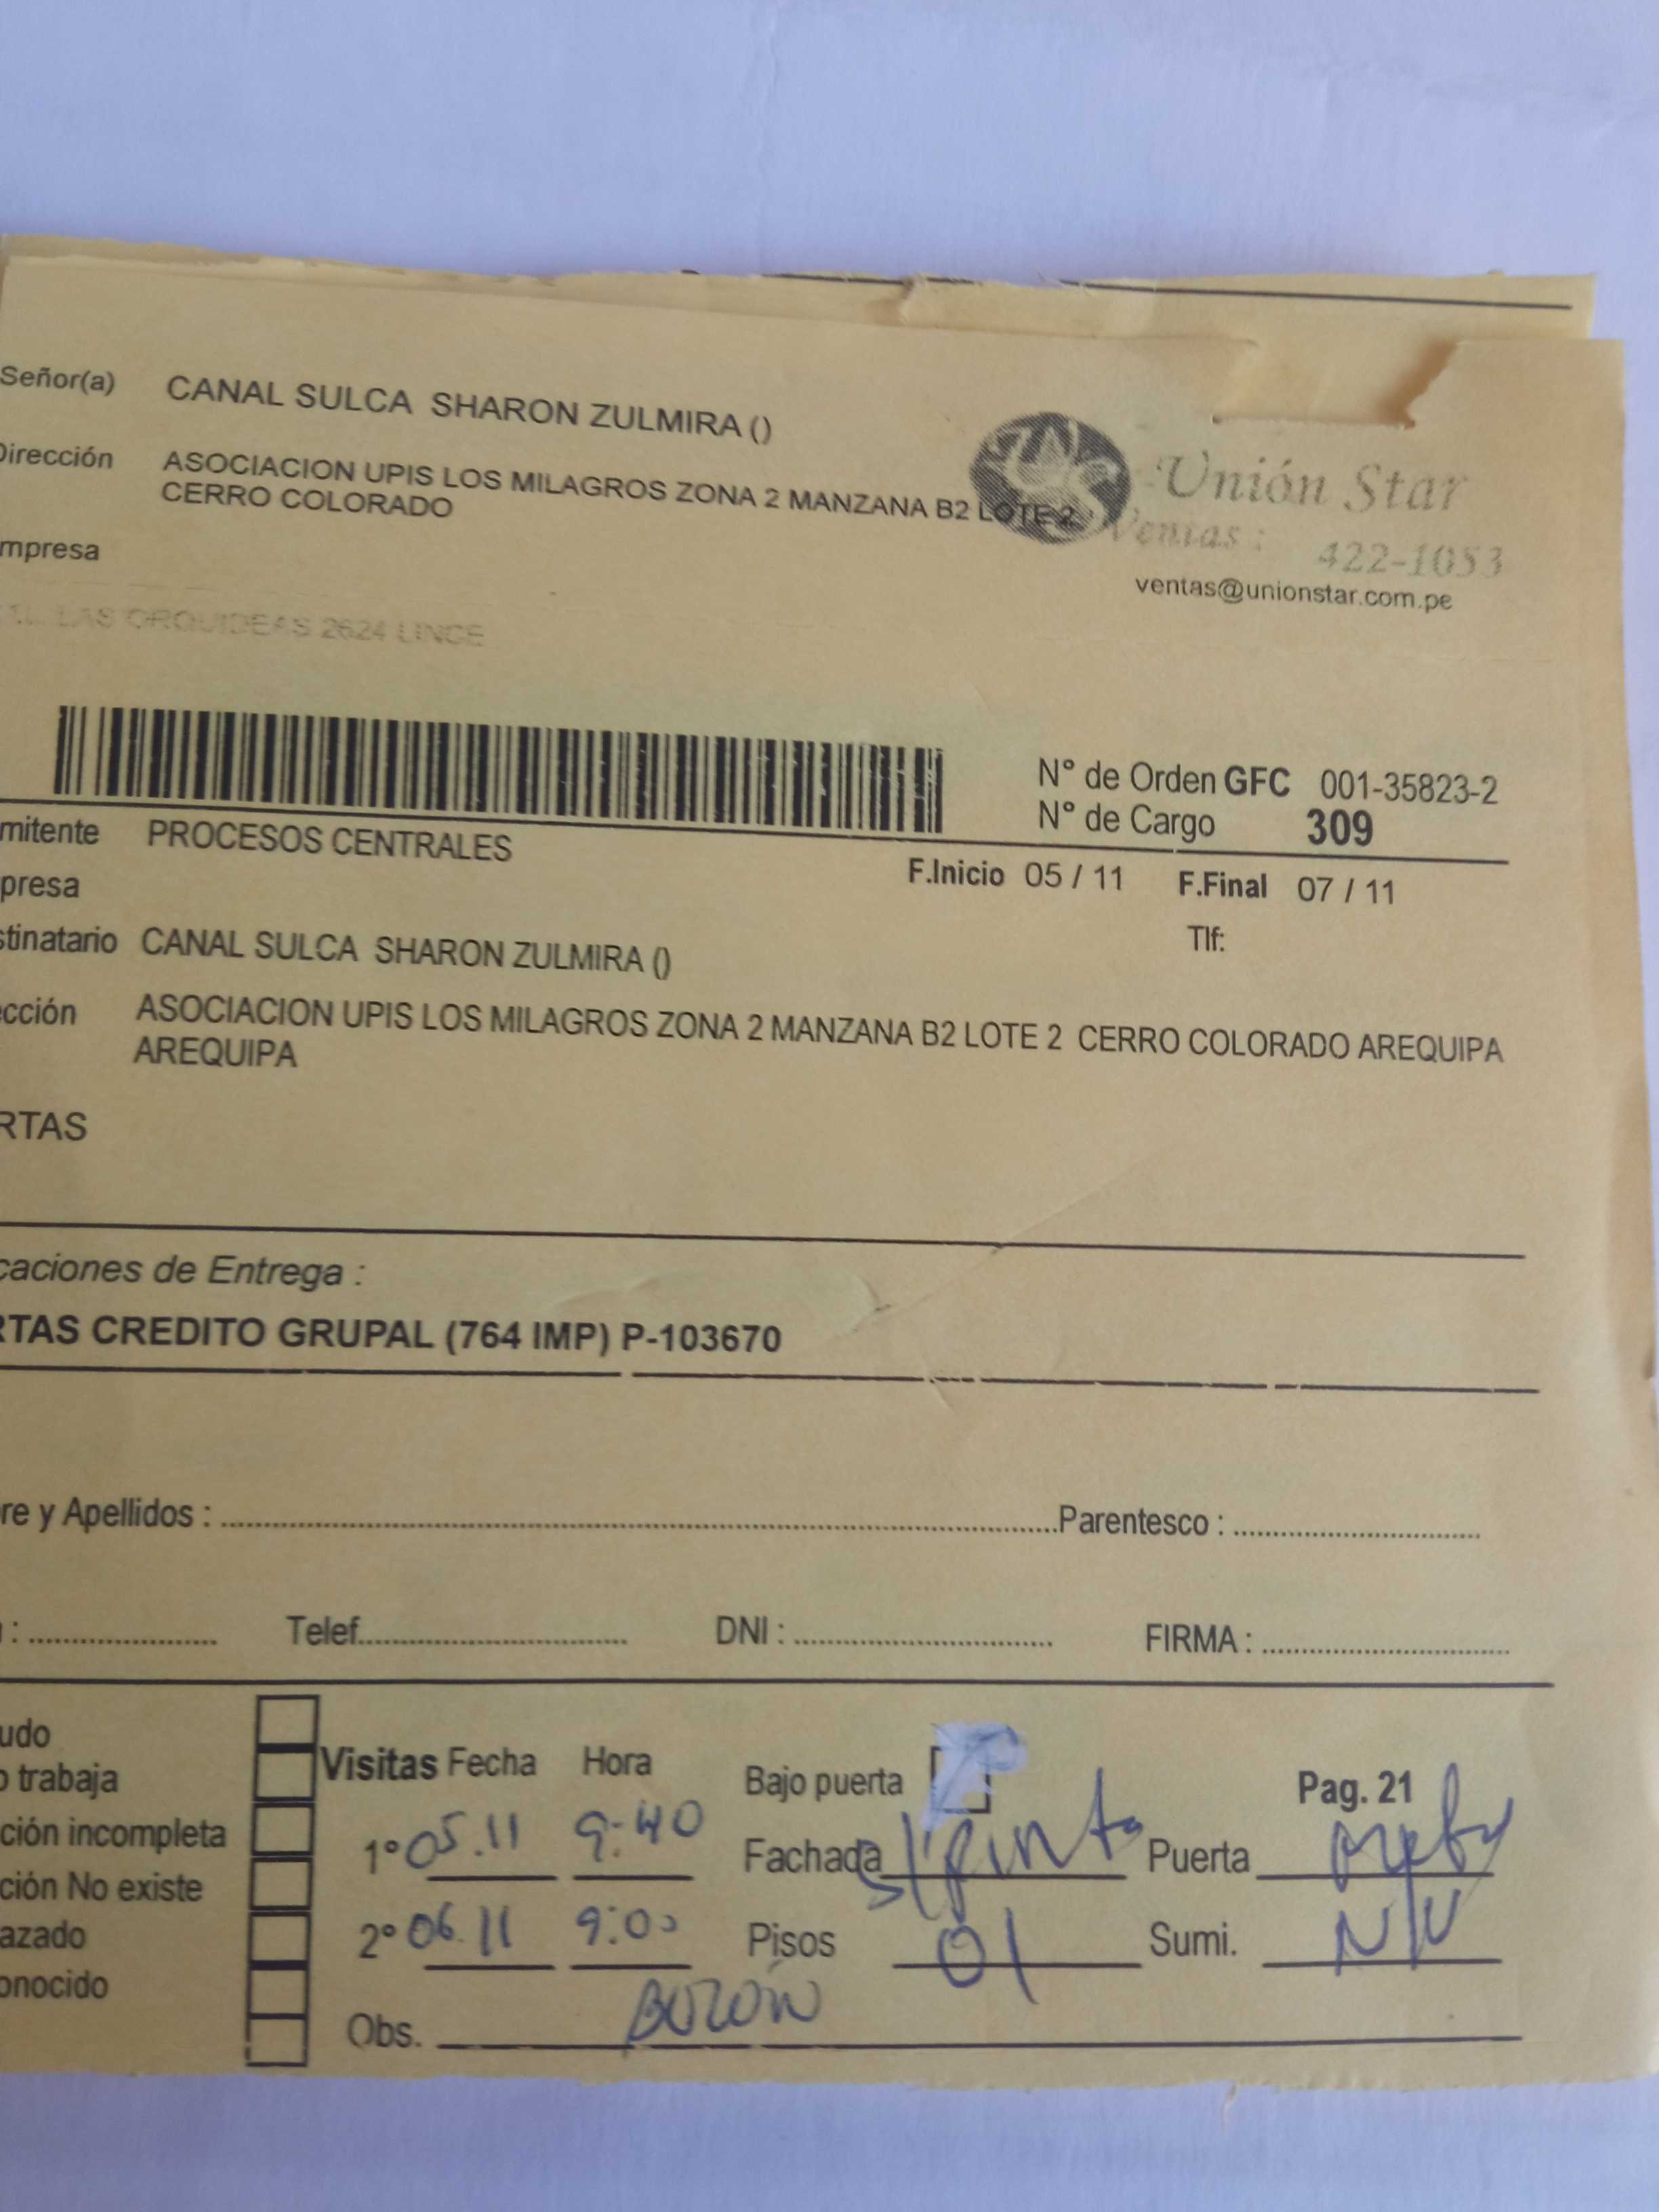 Señor(a) CANAL SULCA SHARON ZULMIRA ()
Dirección ASOCIACION UPIS LOS MILAGROS ZONA 2 MANZANA B2 LOTE 2
CERRO COLORADO
mpresa
Unión Star
Ventas : 422-1053
ventas@unionstar.com.pe
LAS ORQUIDEAS 2624 LINCE
N° de Orden GFC 001-35823-2
N° de Cargo 309
mitente PROCESOS CENTRALES
F.Inicio 05 / 11 F.Final 07 / 11
presa
Tlf:
stinatario CANAL SULCA SHARON ZULMIRA ()
cción ASOCIACION UPIS LOS MILAGROS ZONA 2 MANZANA B2 LOTE 2 CERRO COLORADO AREQUIPA
AREQUIPA
RTAS
caciones de Entrega :
RTAS CREDITO GRUPAL (764 IMP) P-103670
re y Apellidos : Parentesco :
: Telef. DNI : FIRMA :
udo
o trabaja
ción incompleta
ción No existe
azado
onocido
Visitas Fecha Hora Bajo puerta Pag. 21
1° 05.11 9:40 Fachada S/Pinta Puerta
2° 06.11 9:00 Pisos 01 Sumi. N/V
Obs.